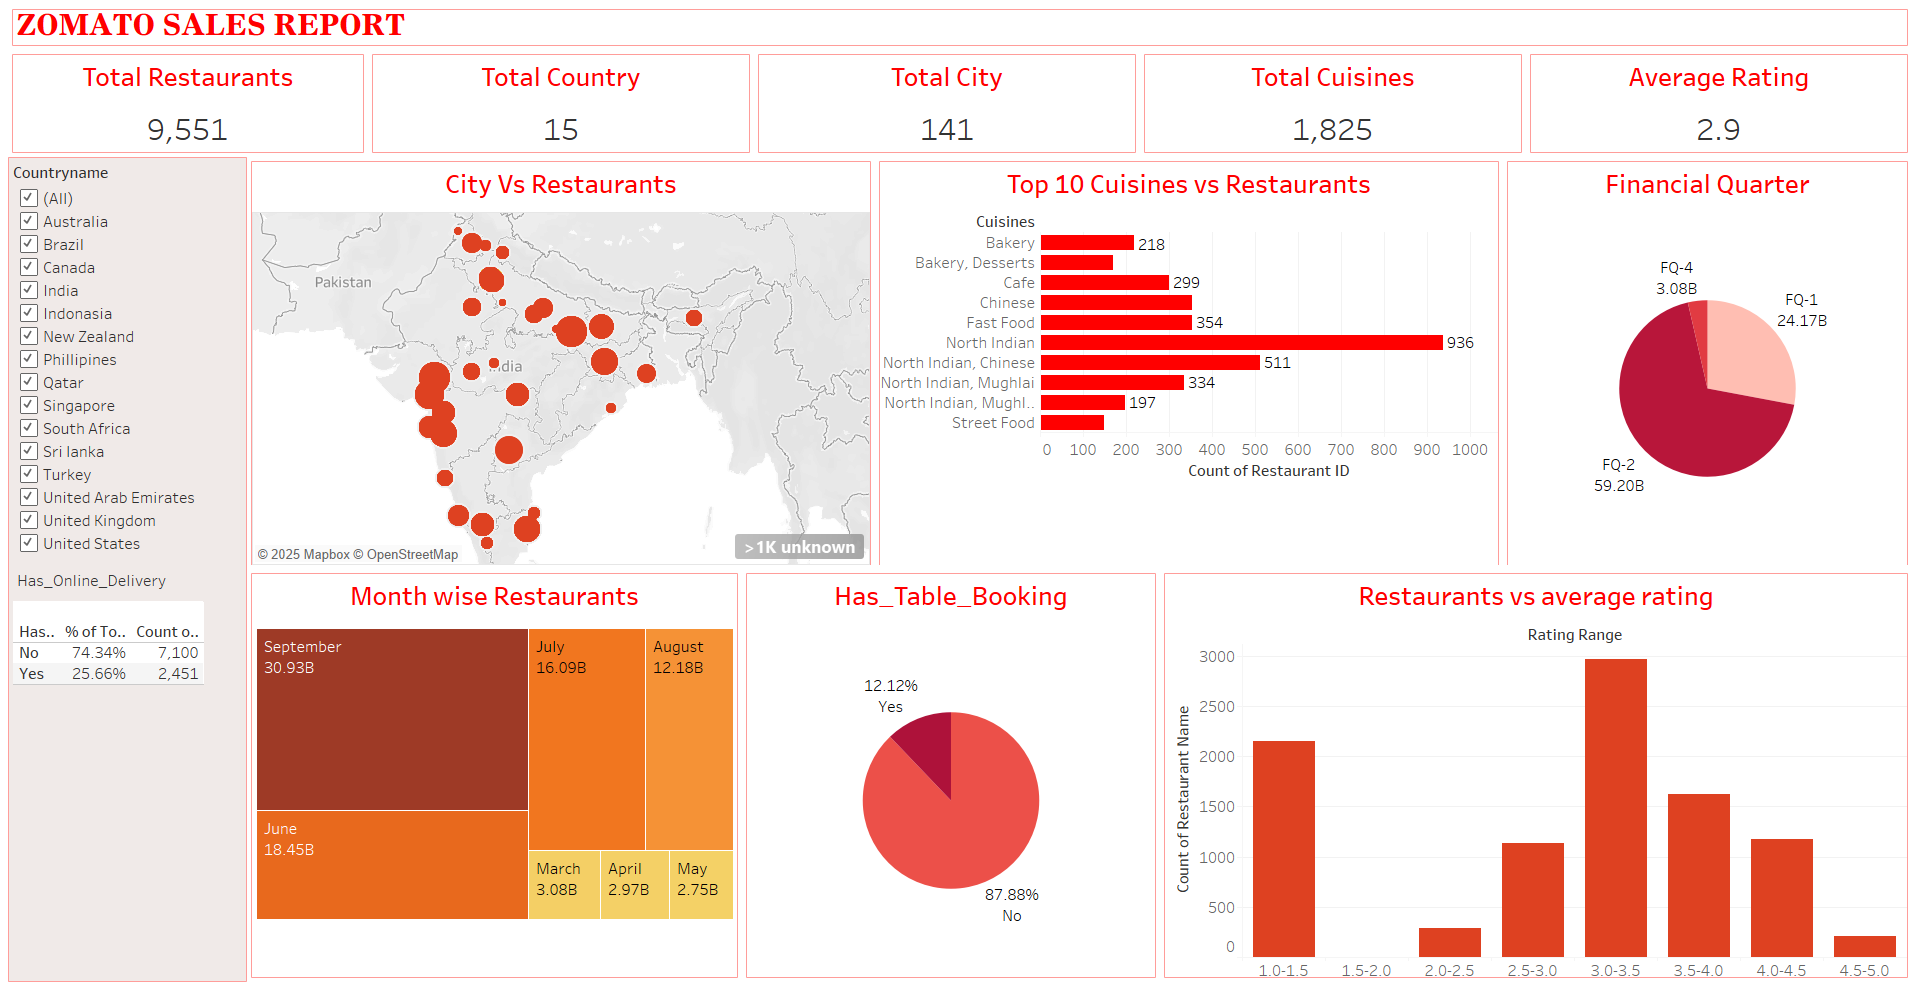 ZOMATO SALES REPORT
Total Restaurants
9,551
Total Country
15
Total City
141
Total Cuisines
1,825
Average Rating
2.9
Countryname
(All)
Australia
Brazil
Canada
India
Indonasia
New Zealand
Phillipines
Qatar
Singapore
South Africa
Sri lanka
Turkey
United Arab Emirates
United Kingdom
United States
Has_Online_Delivery
Has.. % of To.. Count o..
No 74.34% 7,100
Yes 25.66% 2,451
City Vs Restaurants
Pakistan
India
© 2025 Mapbox © OpenStreetMap
>1K unknown
Top 10 Cuisines vs Restaurants
Cuisines
Bakery 218
Bakery, Desserts
Cafe 299
Chinese
Fast Food 354
North Indian 936
North Indian, Chinese 511
North Indian, Mughlai 334
North Indian, Mughl.. 197
Street Food
0 100 200 300 400 500 600 700 800 900 1000
Count of Restaurant ID
Financial Quarter
FQ-4
3.08B
FQ-1
24.17B
FQ-2
59.20B
Month wise Restaurants
September
30.93B
July
16.09B
August
12.18B
June
18.45B
March
3.08B
April
2.97B
May
2.75B
Has_Table_Booking
12.12%
Yes
87.88%
No
Restaurants vs average rating
Rating Range
Count of Restaurant Name
3000
2500
2000
1500
1000
500
0
1.0-1.5 1.5-2.0 2.0-2.5 2.5-3.0 3.0-3.5 3.5-4.0 4.0-4.5 4.5-5.0